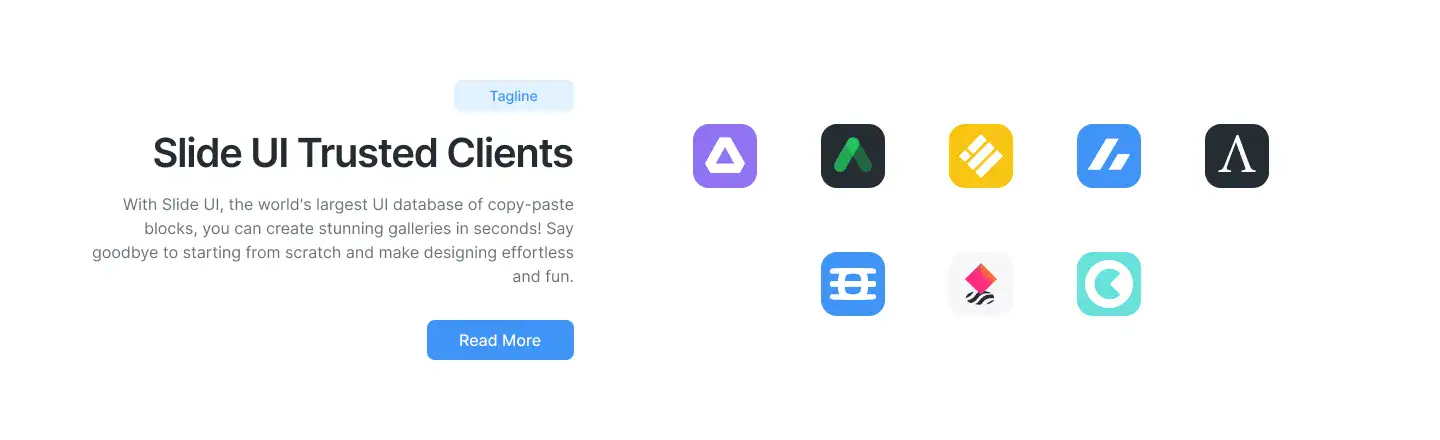 Tagline
Slide UI Trusted Clients
With Slide UI, the world's largest UI database of copy-paste
blocks, you can create stunning galleries in seconds! Say
goodbye to starting from scratch and make designing effortless
and fun.
Read More